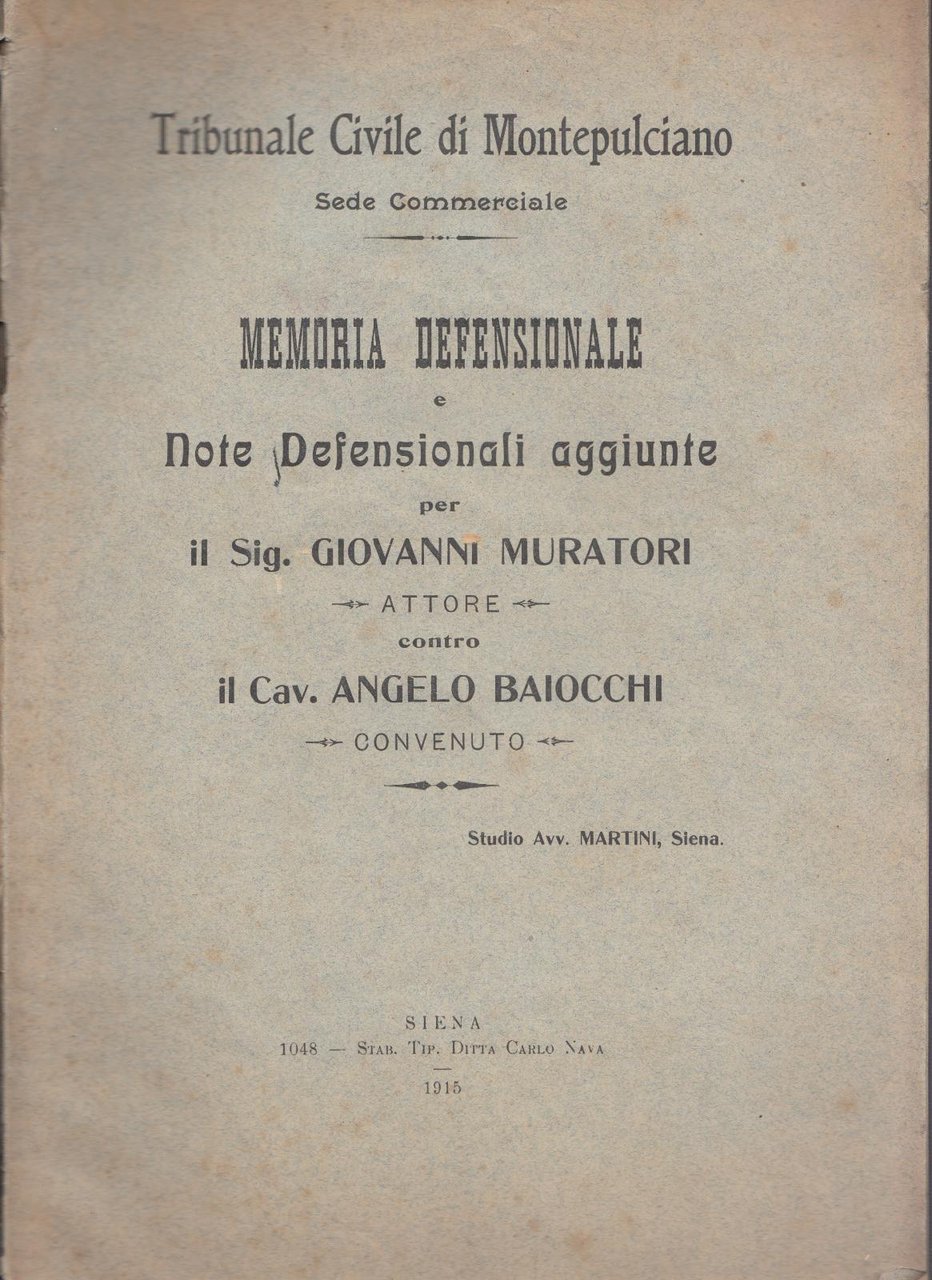 Tribunale Civile di Montepulciano
Sede Commerciale
MEMORIA DEFENSIONALE
e
Note Defensionali aggiunte
per
il Sig. GIOVANNI MURATORI
ATTORE
contro
il Cav. ANGELO BAIOCCHI
CONVENUTO
Studio Avv. MARTINI, Siena.
SIENA
1048 — Stab. Tip. Ditta Carlo Nava
1915